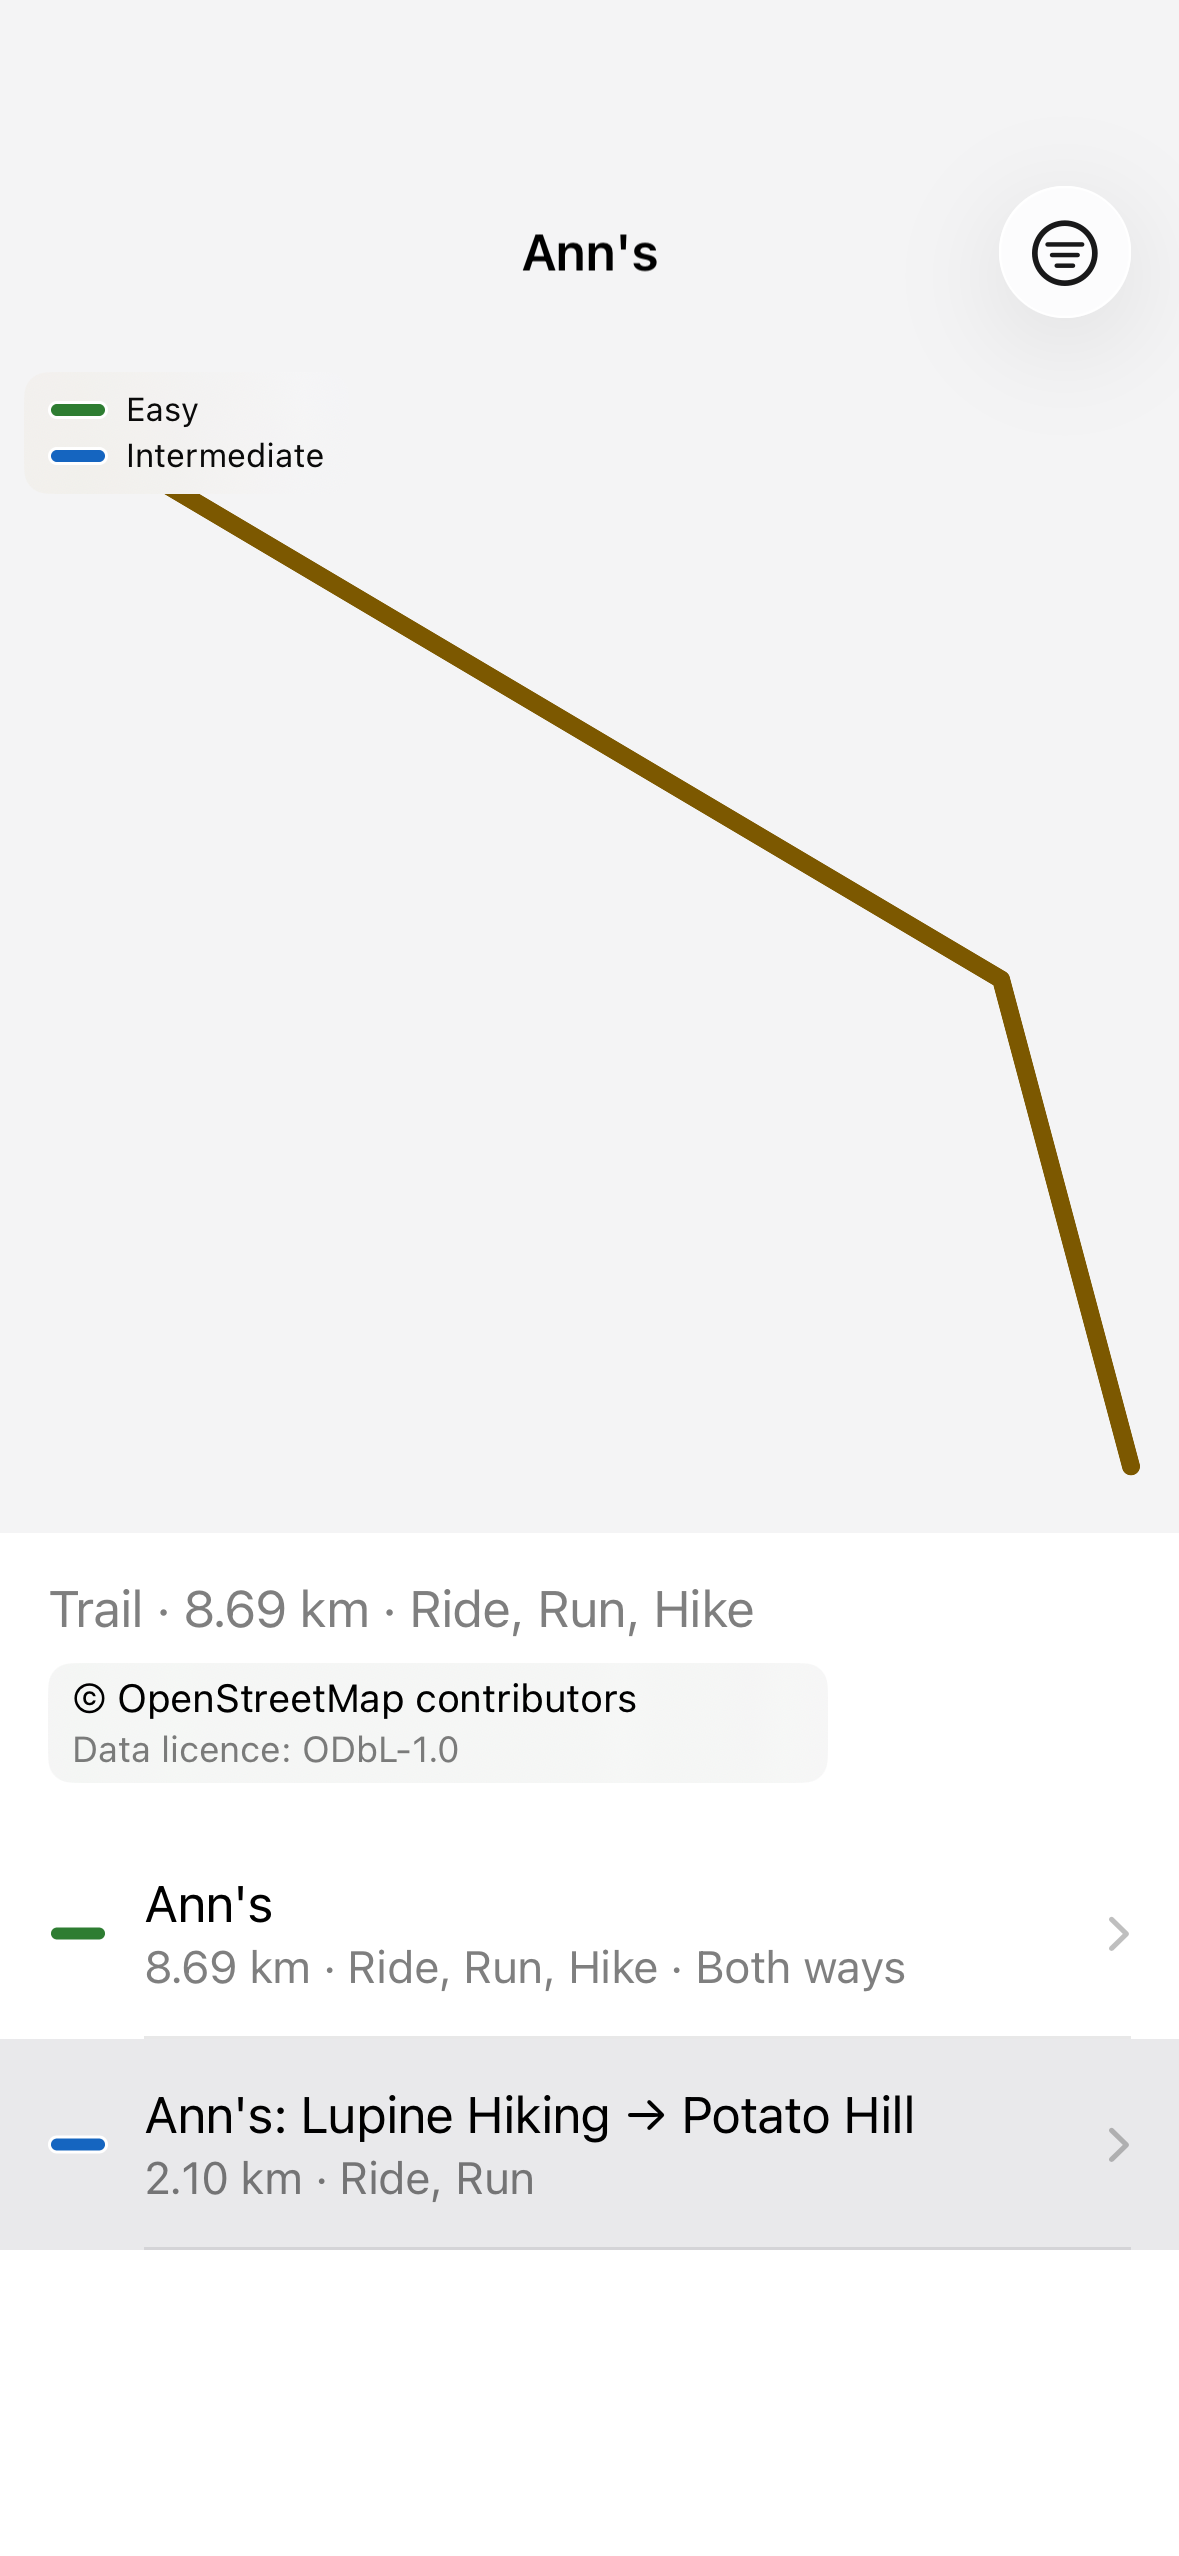 Ann's
Easy
Intermediate
Trail · 8.69 km · Ride, Run, Hike
© OpenStreetMap contributors
Data licence: ODbL-1.0
Ann's
8.69 km · Ride, Run, Hike · Both ways
Ann's: Lupine Hiking → Potato Hill
2.10 km · Ride, Run